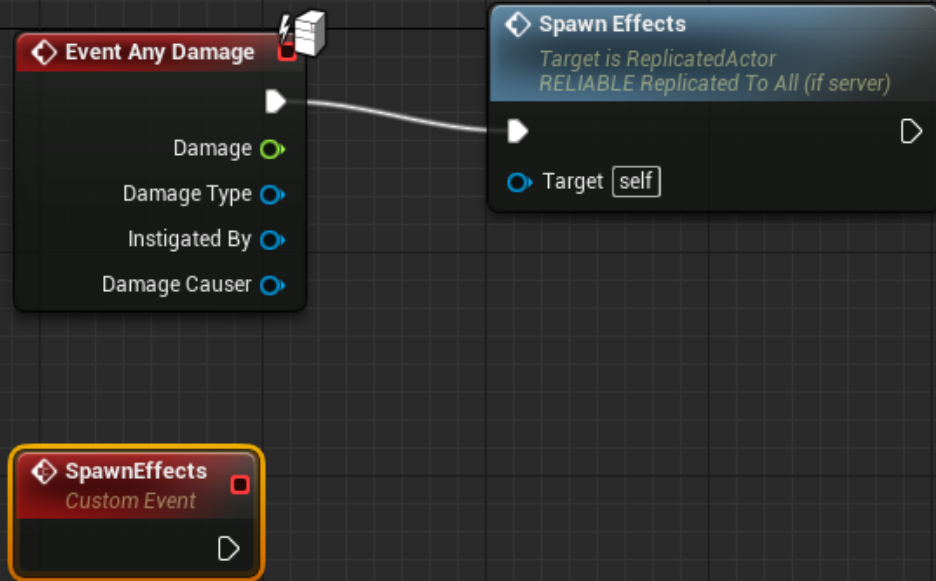 Event Any Damage
Damage
Damage Type
Instigated By
Damage Causer
Spawn Effects
Target is ReplicatedActor
RELIABLE Replicated To All (if server)
Target self
SpawnEffects
Custom Event